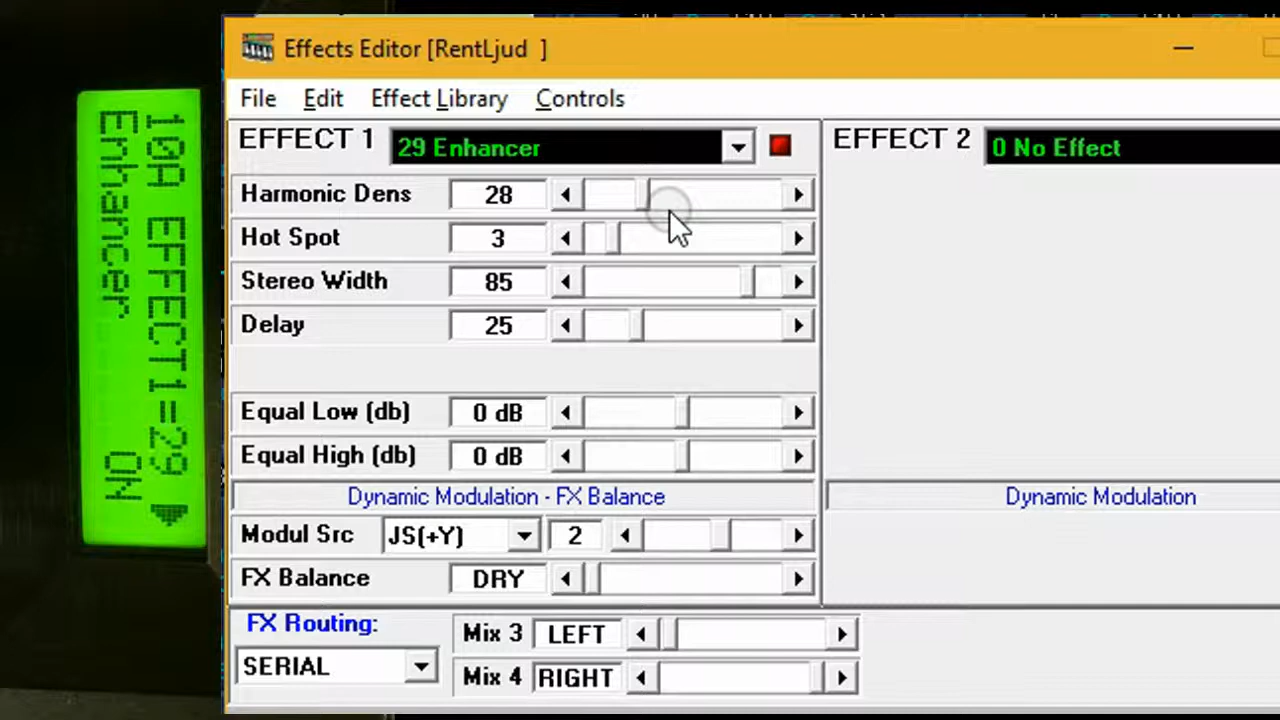 10A EFFECT1=29
Enhancer ON
Effects Editor [RentLjud ]
File Edit Effect Library Controls
EFFECT 1 29 Enhancer
Harmonic Dens 28
Hot Spot 3
Stereo Width 85
Delay 25
Equal Low (db) 0 dB
Equal High (db) 0 dB
Dynamic Modulation - FX Balance
Modul Src JS(+Y) 2
FX Balance DRY
FX Routing:
SERIAL
Mix 3 LEFT
Mix 4 RIGHT
EFFECT 2 0 No Effect
Dynamic Modulation